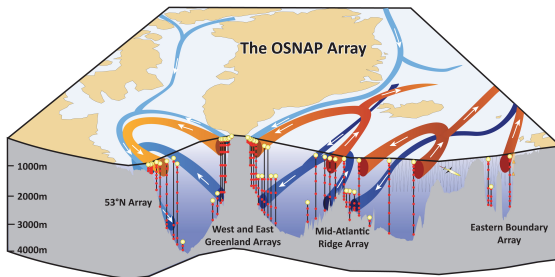 The OSNAP Array
1000m
2000m
3000m
4000m
53°N Array
West and East
Greenland Arrays
Mid-Atlantic
Ridge Array
Eastern Boundary
Array